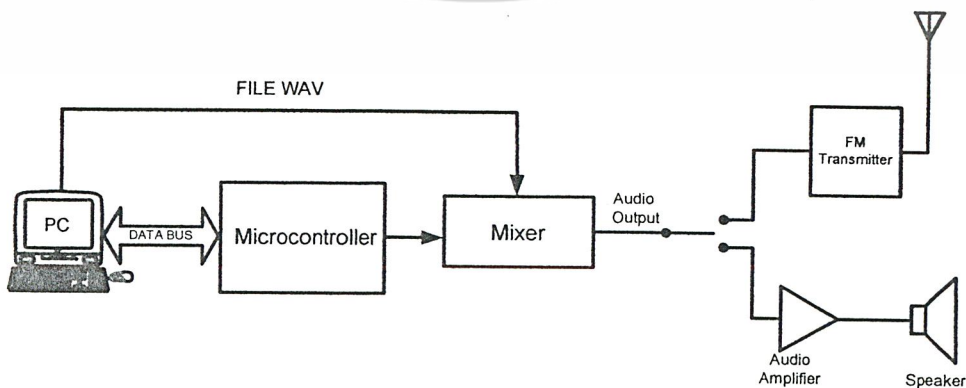 FILE WAV
PC
DATA BUS
Microcontroller
Mixer
Audio
Output
FM
Transmitter
Audio
Amplifier
Speaker